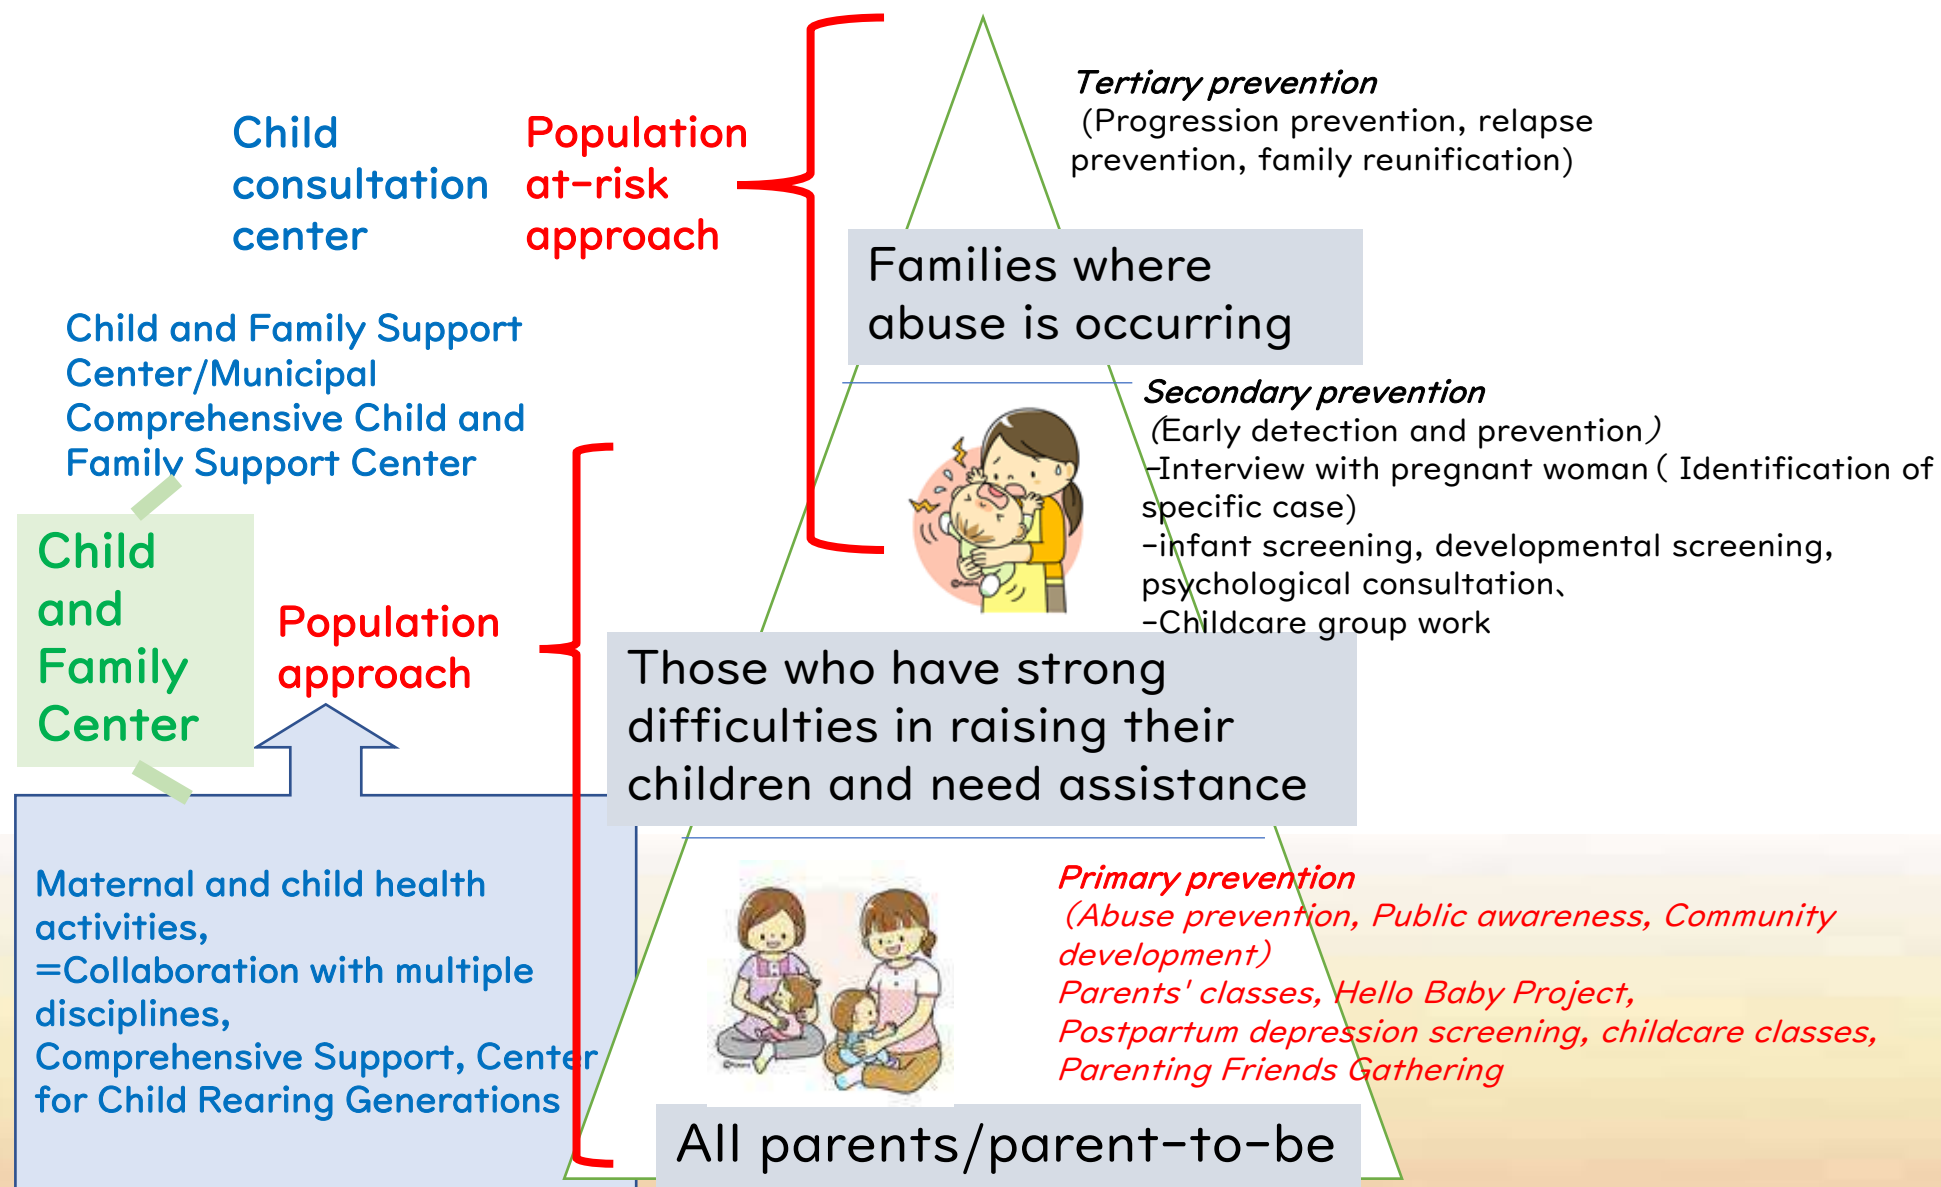 Child
consultation
center
Population
at-risk
approach
Tertiary prevention
(Progression prevention, relapse
prevention, family reunification)
Families where
abuse is occurring
Child and Family Support
Center/Municipal
Comprehensive Child and
Family Support Center
Secondary prevention
(Early detection and prevention)
-Interview with pregnant woman ( Identification of
specific case)
-infant screening, developmental screening,
psychological consultation、
-Childcare group work
Child
and
Family
Center
Population
approach
Those who have strong
difficulties in raising their
children and need assistance
Maternal and child health
activities,
=Collaboration with multiple
disciplines,
Comprehensive Support, Center
for Child Rearing Generations
Primary prevention
(Abuse prevention, Public awareness, Community
development)
Parents' classes, Hello Baby Project,
Postpartum depression screening, childcare classes,
Parenting Friends Gathering
All parents/parent-to-be